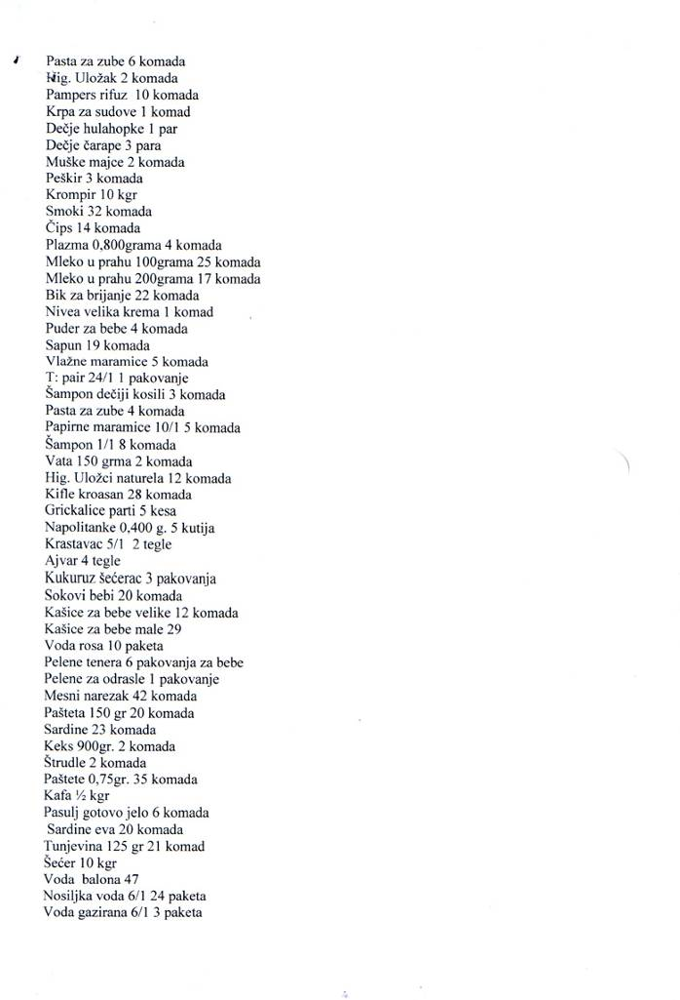 Pasta za zube 6 komada
Hig. Uložak 2 komada
Pampers rifuz  10 komada
Krpa za sudove 1 komad
Dečje hulahopke 1 par
Dečje čarape 3 para
Muške majce 2 komada
Peškir 3 komada
Krompir 10 kgr
Smoki 32 komada
Čips 14 komada
Plazma 0,800grama 4 komada
Mleko u prahu 100grama 25 komada
Mleko u prahu 200grama 17 komada
Bik za brijanje 22 komada
Nivea velika krema 1 komad
Puder za bebe 4 komada
Sapun 19 komada
Vlažne maramice 5 komada
T: pair 24/1 1 pakovanje
Šampon dečiji kosili 3 komada
Pasta za zube 4 komada
Papirne maramice 10/1 5 komada
Šampon 1/1 8 komada
Vata 150 grma 2 komada
Hig. Ulošci naturela 12 komada
Kifle kroasan 28 komada
Grickalice parti 5 kesa
Napolitanke 0,400 g. 5 kutija
Krastavac 5/1  2 tegle
Ajvar 4 tegle
Kukuruz šećerac 3 pakovanja
Sokovi bebi 20 komada
Kašice za bebe velike 12 komada
Kašice za bebe male 29
Voda rosa 10 paketa
Pelene tenera 6 pakovanja za bebe
Pelene za odrasle 1 pakovanje
Mesni narezak 42 komada
Pašteta 150 gr 20 komada
Sardine 23 komada
Keks 900gr. 2 komada
Štrudle 2 komada
Paštete 0,75gr. 35 komada
Kafa ½ kgr
Pasulj gotovo jelo 6 komada
Sardine eva 20 komada
Tunjevina 125 gr 21 komad
Šećer 10 kgr
Voda  balona 47
Nosiljka voda 6/1 24 paketa
Voda gazirana 6/1 3 paketa